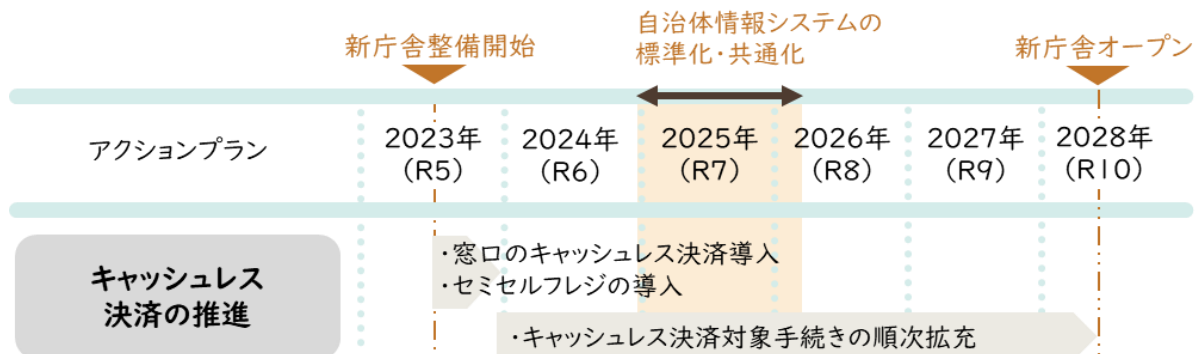 新庁舎整備開始
自治体情報システムの
標準化・共通化
新庁舎オープン
アクションプラン
2023年
(R5)
2024年
(R6)
2025年
(R7)
2026年
(R8)
2027年
(R9)
2028年
(R10)
キャッシュレス
決済の推進
・窓口のキャッシュレス決済導入
・セミセルフレジの導入
・キャッシュレス決済対象手続きの順次拡充